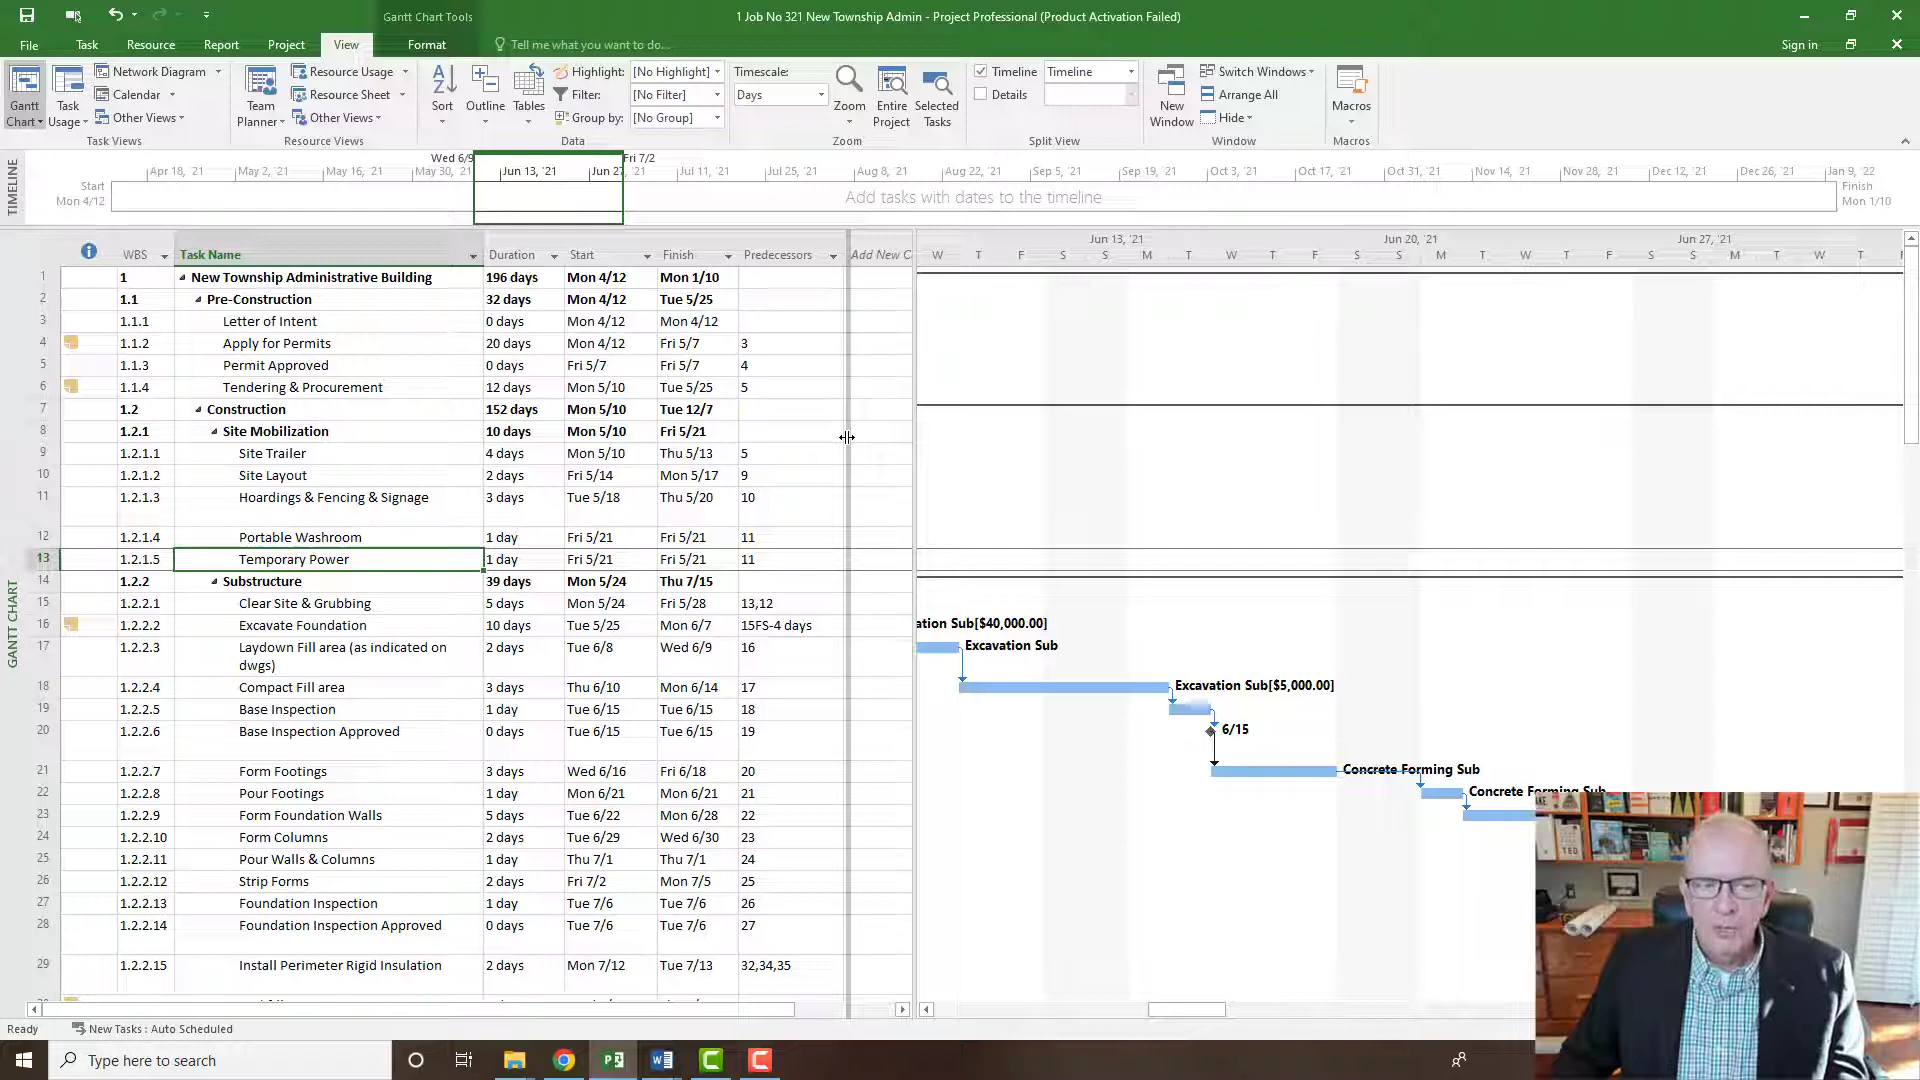 1 Job No 321 New Township Admin - Project Professional (Product Activation Failed)
Gantt Chart Tools
File Task Resource Report Project View Format Tell me what you want to do... Sign in
Gantt Chart
Task Usage
Network Diagram
Calendar
Other Views
Task Views
Team Planner
Resource Usage
Resource Sheet
Other Views
Resource Views
Sort
Outline
Tables
Highlight: [No Highlight]
Filter: [No Filter]
Group by: [No Group]
Data
Timescale:
Days
Zoom
Entire Project
Selected Tasks
Zoom
Timeline Timeline
Details
Split View
New Window
Switch Windows
Arrange All
Hide
Window
Macros
Macros
TIMELINE
Wed 6/9 Fri 7/2
Apr 18, '21 May 2, '21 May 16, '21 May 30, '21 Jun 13, '21 Jun 27, '21 Jul 11, '21 Jul 25, '21 Aug 8, '21 Aug 22, '21 Sep 5, '21 Sep 19, '21 Oct 3, '21 Oct 17, '21 Oct 31, '21 Nov 14, '21 Nov 28, '21 Dec 12, '21 Dec 26, '21 Jan 9, '22
Start
Mon 4/12
Add tasks with dates to the timeline
Finish
Mon 1/10
GANTT CHART
WBS Task Name Duration Start Finish Predecessors Add New C
1 1 New Township Administrative Building 196 days Mon 4/12 Mon 1/10
2 1.1 Pre-Construction 32 days Mon 4/12 Tue 5/25
3 1.1.1 Letter of Intent 0 days Mon 4/12 Mon 4/12
4 1.1.2 Apply for Permits 20 days Mon 4/12 Fri 5/7 3
5 1.1.3 Permit Approved 0 days Fri 5/7 Fri 5/7 4
6 1.1.4 Tendering & Procurement 12 days Mon 5/10 Tue 5/25 5
7 1.2 Construction 152 days Mon 5/10 Tue 12/7
8 1.2.1 Site Mobilization 10 days Mon 5/10 Fri 5/21
9 1.2.1.1 Site Trailer 4 days Mon 5/10 Thu 5/13 5
10 1.2.1.2 Site Layout 2 days Fri 5/14 Mon 5/17 9
11 1.2.1.3 Hoardings & Fencing & Signage 3 days Tue 5/18 Thu 5/20 10
12 1.2.1.4 Portable Washroom 1 day Fri 5/21 Fri 5/21 11
13 1.2.1.5 Temporary Power 1 day Fri 5/21 Fri 5/21 11
14 1.2.2 Substructure 39 days Mon 5/24 Thu 7/15
15 1.2.2.1 Clear Site & Grubbing 5 days Mon 5/24 Fri 5/28 13,12
16 1.2.2.2 Excavate Foundation 10 days Tue 5/25 Mon 6/7 15FS-4 days
17 1.2.2.3 Laydown Fill area (as indicated on dwgs) 2 days Tue 6/8 Wed 6/9 16
18 1.2.2.4 Compact Fill area 3 days Thu 6/10 Mon 6/14 17
19 1.2.2.5 Base Inspection 1 day Tue 6/15 Tue 6/15 18
20 1.2.2.6 Base Inspection Approved 0 days Tue 6/15 Tue 6/15 19
21 1.2.2.7 Form Footings 3 days Wed 6/16 Fri 6/18 20
22 1.2.2.8 Pour Footings 1 day Mon 6/21 Mon 6/21 21
23 1.2.2.9 Form Foundation Walls 5 days Tue 6/22 Mon 6/28 22
24 1.2.2.10 Form Columns 2 days Tue 6/29 Wed 6/30 23
25 1.2.2.11 Pour Walls & Columns 1 day Thu 7/1 Thu 7/1 24
26 1.2.2.12 Strip Forms 2 days Fri 7/2 Mon 7/5 25
27 1.2.2.13 Foundation Inspection 1 day Tue 7/6 Tue 7/6 26
28 1.2.2.14 Foundation Inspection Approved 0 days Tue 7/6 Tue 7/6 27
29 1.2.2.15 Install Perimeter Rigid Insulation 2 days Mon 7/12 Tue 7/13 32,34,35
Jun 13, '21 Jun 20, '21 Jun 27, '21
W T F S S M T W T F S S M T W T F S S M T W T
ation Sub[$40,000.00]
Excavation Sub
Excavation Sub[$5,000.00]
6/15
Concrete Forming Sub
Concrete Forming Sub
Ready New Tasks : Auto Scheduled
Type here to search